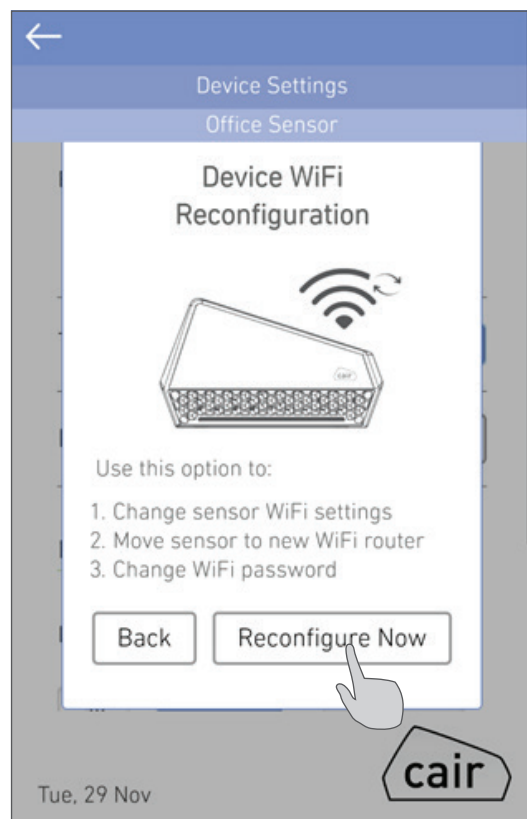 Device Settings
Office Sensor
Device WiFi
Reconfiguration
cair
Use this option to:
1. Change sensor WiFi settings
2. Move sensor to new WiFi router
3. Change WiFi password
Back
Reconfigure Now
cair
Tue, 29 Nov